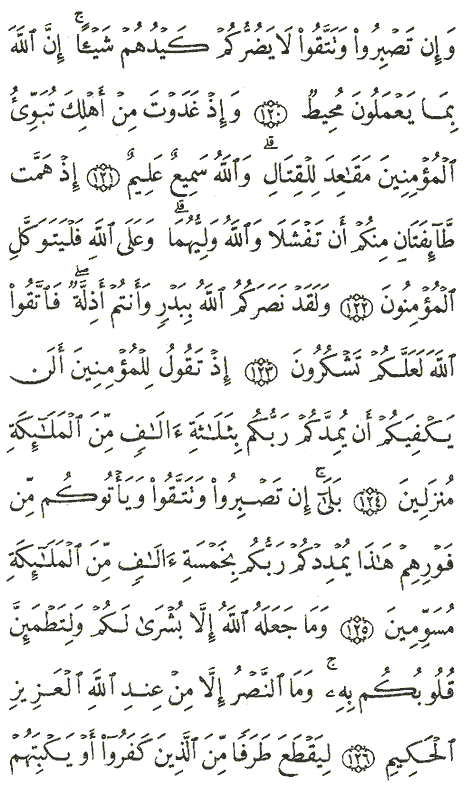 وَإِن تَصْبِرُوا۟ وَتَتَّقُوا۟ لَا يَضُرُّكُمْ كَيْدُهُمْ شَيْـًٔا ۗ إِنَّ ٱللَّهَ
بِمَا يَعْمَلُونَ مُحِيطٌ ١٢٠ وَإِذْ غَدَوْتَ مِنْ أَهْلِكَ تُبَوِّئُ
ٱلْمُؤْمِنِينَ مَقَـٰعِدَ لِلْقِتَالِ ۗ وَٱللَّهُ سَمِيعٌ عَلِيمٌ ١٢١ إِذْ هَمَّت
طَّآئِفَتَانِ مِنكُمْ أَن تَفْشَلَا وَٱللَّهُ وَلِيُّهُمَا ۗ وَعَلَى ٱللَّهِ فَلْيَتَوَكَّلِ
ٱلْمُؤْمِنُونَ ١٢٢ وَلَقَدْ نَصَرَكُمُ ٱللَّهُ بِبَدْرٍ وَأَنتُمْ أَذِلَّةٌ ۖ فَٱتَّقُوا۟
ٱللَّهَ لَعَلَّكُمْ تَشْكُرُونَ ١٢٣ إِذْ تَقُولُ لِلْمُؤْمِنِينَ أَلَن
يَكْفِيَكُمْ أَن يُمِدَّكُمْ رَبُّكُم بِثَلَـٰثَةِ ءَالَـٰفٍ مِّنَ ٱلْمَلَـٰٓئِكَةِ
مُنزَلِينَ ١٢٤ بَلَىٰٓ ۚ إِن تَصْبِرُوا۟ وَتَتَّقُوا۟ وَيَأْتُوكُم مِّن
فَوْرِهِمْ هَـٰذَا يُمْدِدْكُمْ رَبُّكُم بِخَمْسَةِ ءَالَـٰفٍ مِّنَ ٱلْمَلَـٰٓئِكَةِ
مُسَوِّمِينَ ١٢٥ وَمَا جَعَلَهُ ٱللَّهُ إِلَّا بُشْرَىٰ لَكُمْ وَلِتَطْمَئِنَّ
قُلُوبُكُم بِهِۦ ۗ وَمَا ٱلنَّصْرُ إِلَّا مِنْ عِندِ ٱللَّهِ ٱلْعَزِيزِ
ٱلْحَكِيمِ ١٢٦ لِيَقْطَعَ طَرَفًا مِّنَ ٱلَّذِينَ كَفَرُوٓا۟ أَوْ يَكْبِتَهُمْ